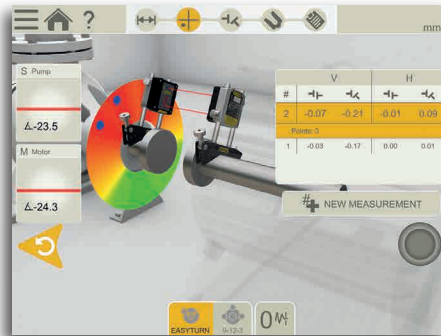 ?
mm
S Pump
∡-23.5
M Motor
∡-24.3
V H
#
2 -0.07 -0.21 -0.01 0.09
Points: 3
1 -0.03 -0.17 0.00 0.01
# NEW MEASUREMENT
EASYTURN 9-12-3
0